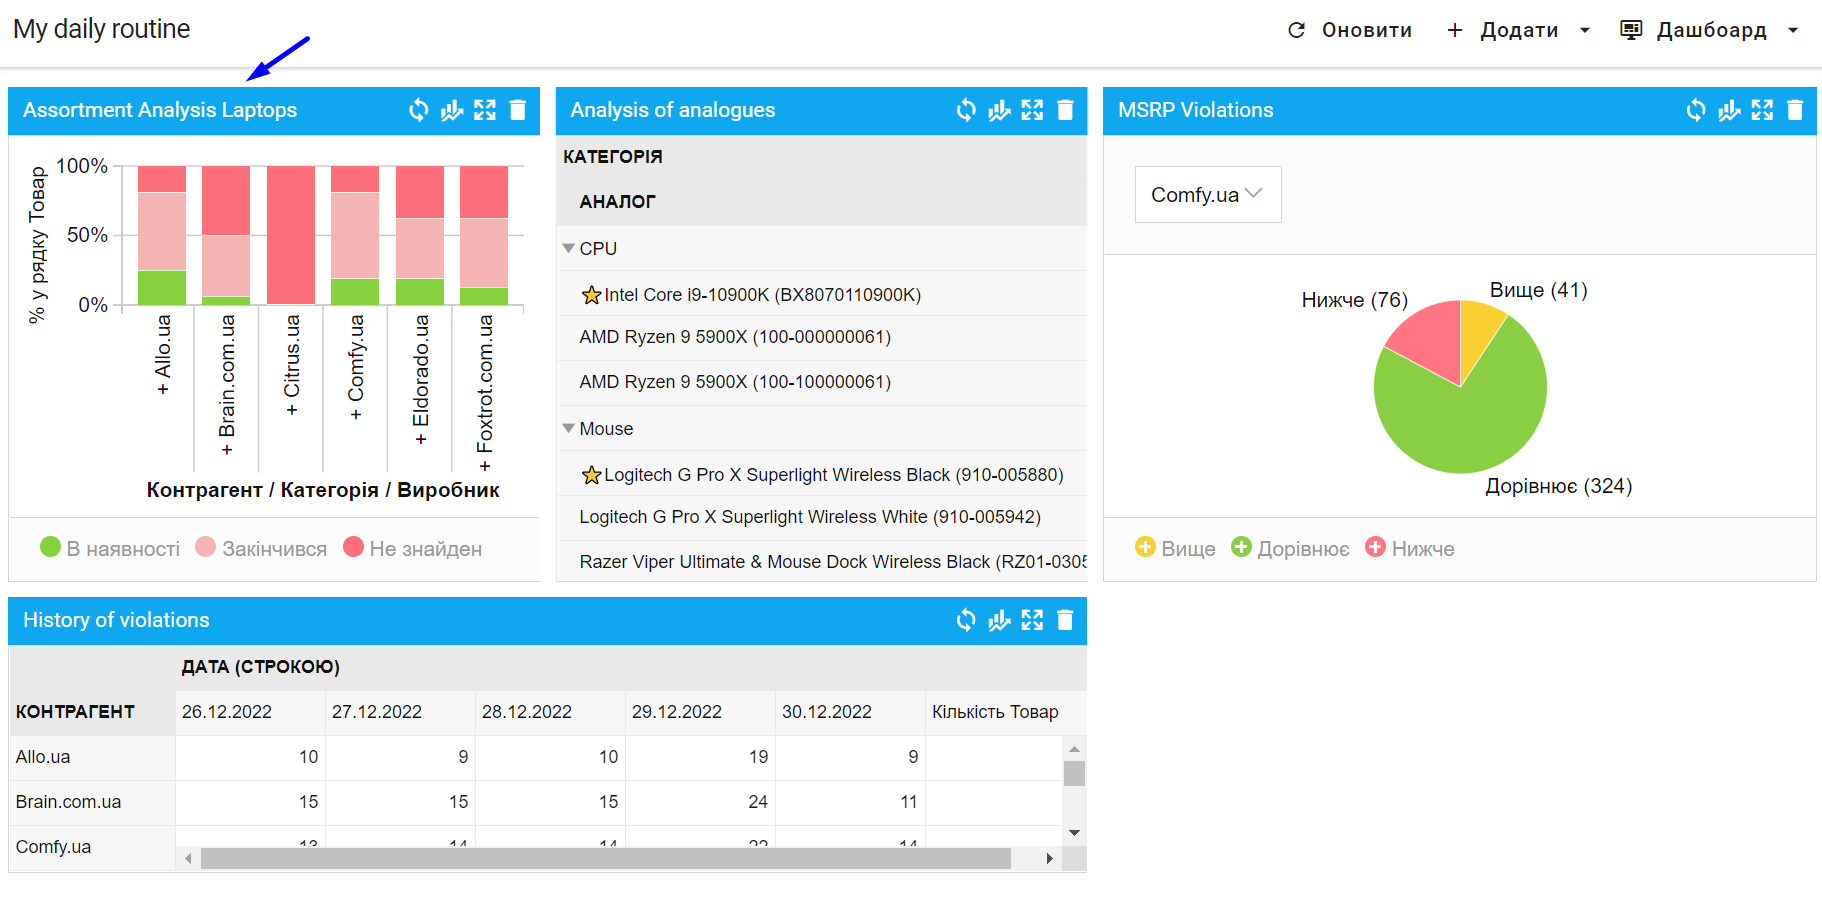 My daily routine
Оновити
Додати
Дашбоард
Assortment Analysis Laptops
% у рядку Товар
100%
50%
0%
+ Allo.ua
+ Brain.com.ua
+ Citrus.ua
+ Comfy.ua
+ Eldorado.ua
+ Foxtrot.com.ua
Контрагент / Категорія / Виробник
В наявності
Закінчився
Не знайден
Analysis of analogues
КАТЕГОРІЯ
АНАЛОГ
CPU
Intel Core i9-10900K (BX8070110900K)
AMD Ryzen 9 5900X (100-000000061)
AMD Ryzen 9 5900X (100-100000061)
Mouse
Logitech G Pro X Superlight Wireless Black (910-005880)
Logitech G Pro X Superlight Wireless White (910-005942)
Razer Viper Ultimate & Mouse Dock Wireless Black (RZ01-0305
MSRP Violations
Comfy.ua
Нижче (76)
Вище (41)
Дорівнює (324)
Вище
Дорівнює
Нижче
History of violations
ДАТА (СТРОКОЮ)
КОНТРАГЕНТ 26.12.2022 27.12.2022 28.12.2022 29.12.2022 30.12.2022 Кількість Товар
Allo.ua 10 9 10 19 9
Brain.com.ua 15 15 15 24 11
Comfy.ua